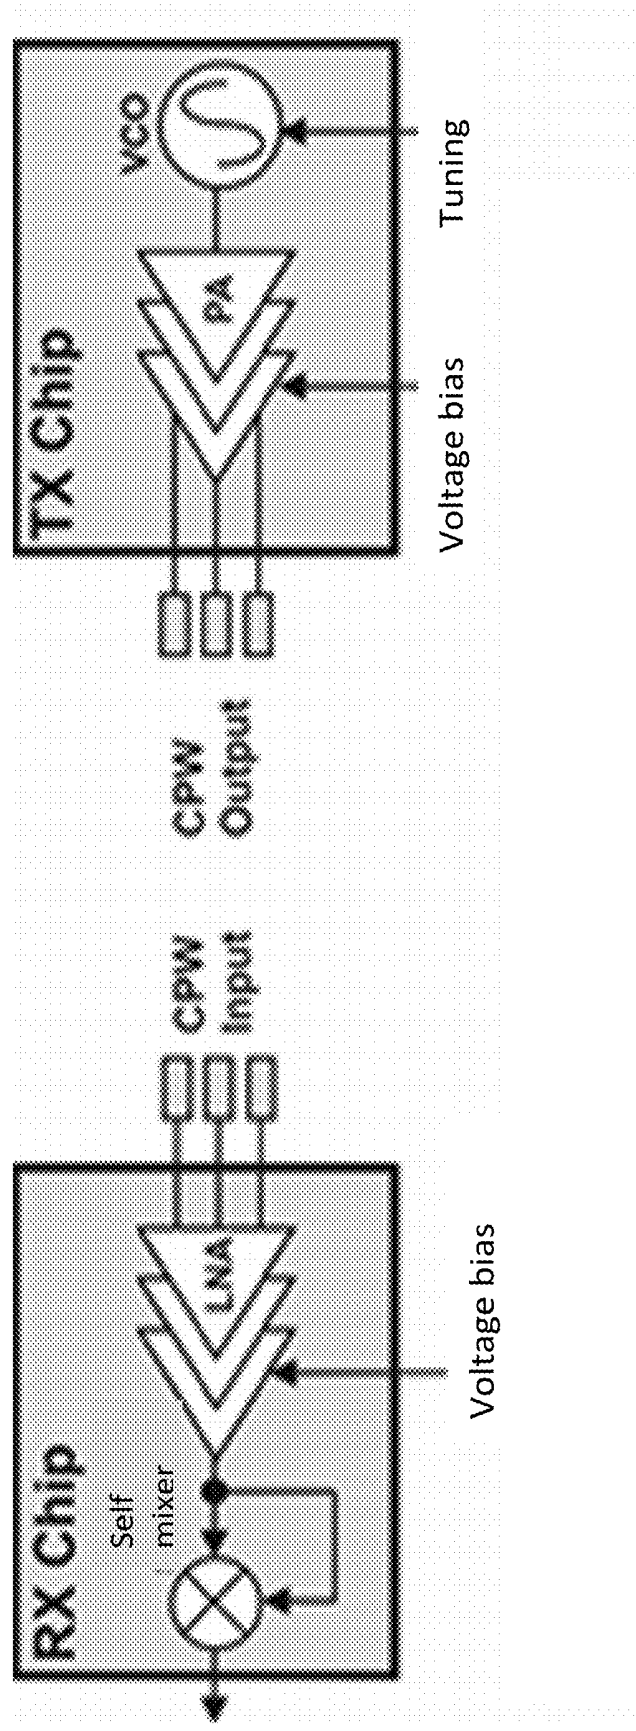 TX Chip
VCO
PA
Tuning
Voltage bias
CPW
Output
CPW
Input
RX Chip
LNA
Self
mixer
Voltage bias